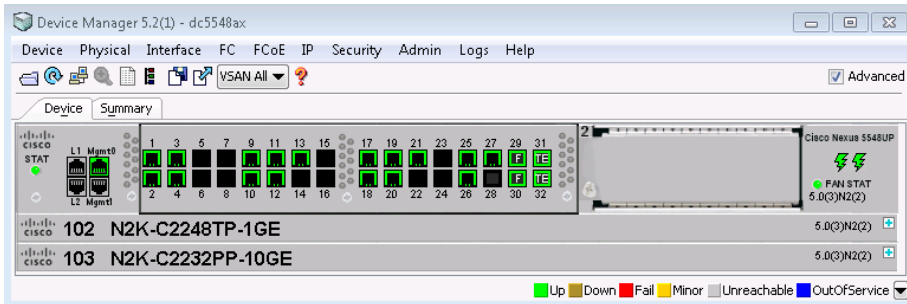 Device Manager 5.2(1) - dc5548ax
Device Physical Interface FC FCoE IP Security Admin Logs Help
VSAN All Advanced
Device Summary
cisco
STAT
L1 Mgmt0
L2 Mgmt1
1 3 5 7 9 11 13 15 17 19 21 23 25 27 29 31
F TE
F TE
2 4 6 8 10 12 14 16 18 20 22 24 26 28 30 32
2
Cisco Nexus 5548UP
FAN STAT
5.0(3)N2(2)
cisco 102 N2K-C2248TP-1GE 5.0(3)N2(2)
cisco 103 N2K-C2232PP-10GE 5.0(3)N2(2)
Up Down Fail Minor Unreachable OutOfService